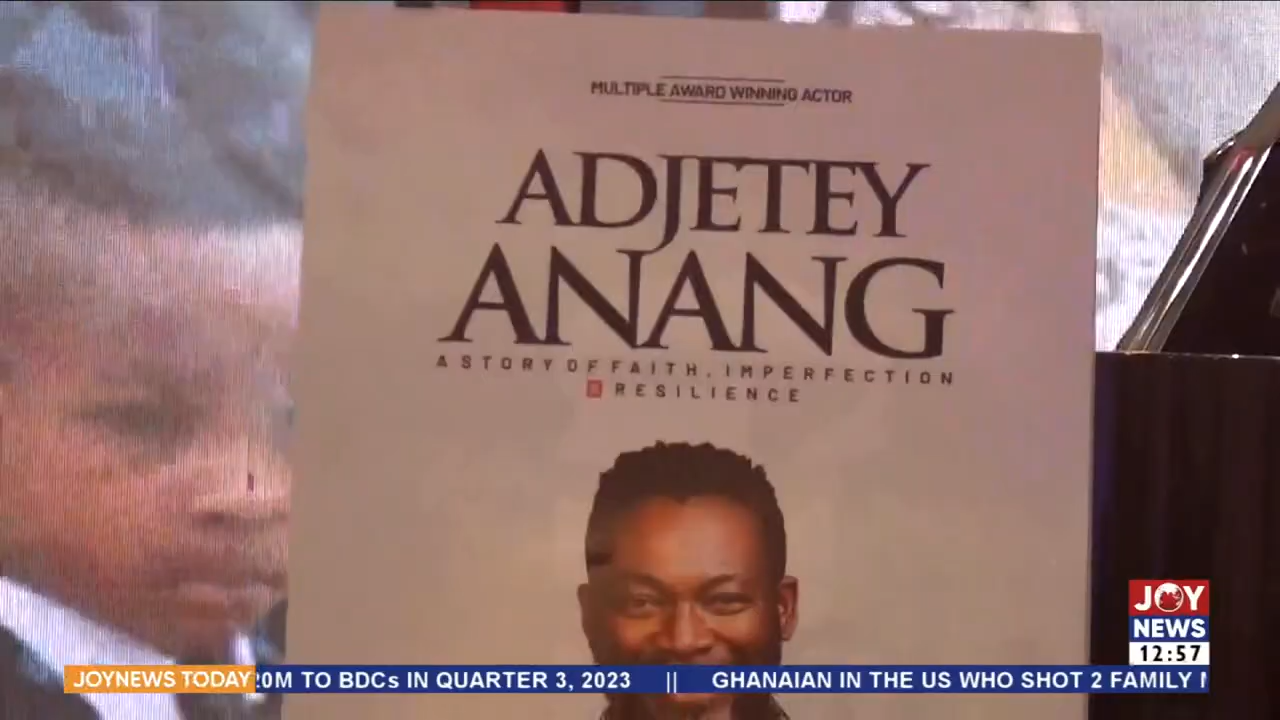 MULTIPLE AWARD WINNING ACTOR
ADJETEY
ANANG
A STORY OF FAITH, IMPERFECTION
& RESILIENCE
JOY
NEWS
12:57
JOYNEWS TODAY
20M TO BDCs IN QUARTER 3, 2023 || GHANAIAN IN THE US WHO SHOT 2 FAMILY